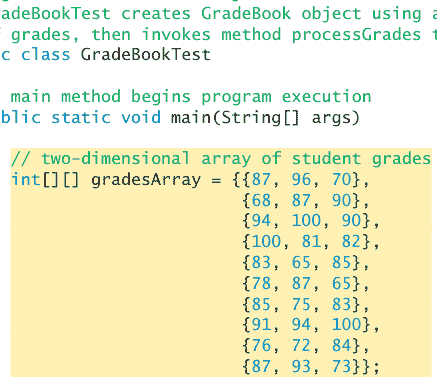 adeBookTest creates GradeBook object using a
f grades, then invokes method processGrades t
c class GradeBookTest
main method begins program execution
blic static void main(String[] args)
// two-dimensional array of student grades
int[][] gradesArray = {{87, 96, 70},
{68, 87, 90},
{94, 100, 90},
{100, 81, 82},
{83, 65, 85},
{78, 87, 65},
{85, 75, 83},
{91, 94, 100},
{76, 72, 84},
{87, 93, 73}};